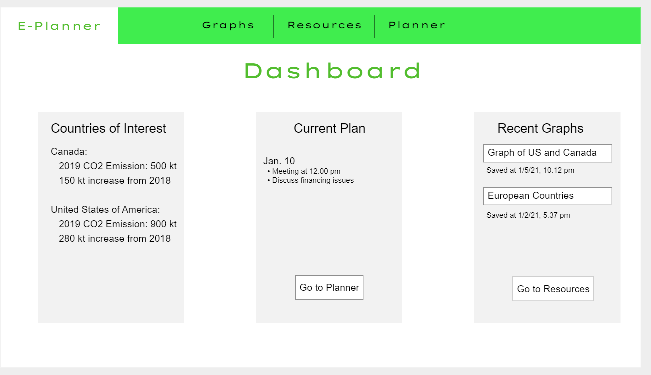 E-Planner
Graphs
Resources
Planner
Dashboard
Countries of Interest
Canada:
2019 CO2 Emission: 500 kt
150 kt increase from 2018
United States of America:
2019 CO2 Emission: 900 kt
280 kt increase from 2018
Current Plan
Jan. 10
• Meeting at 12:00 pm
• Discuss financing issues
Go to Planner
Recent Graphs
Graph of US and Canada
Saved at 1/5/21, 10:12 pm
European Countries
Saved at 1/2/21, 5:37 pm
Go to Resources